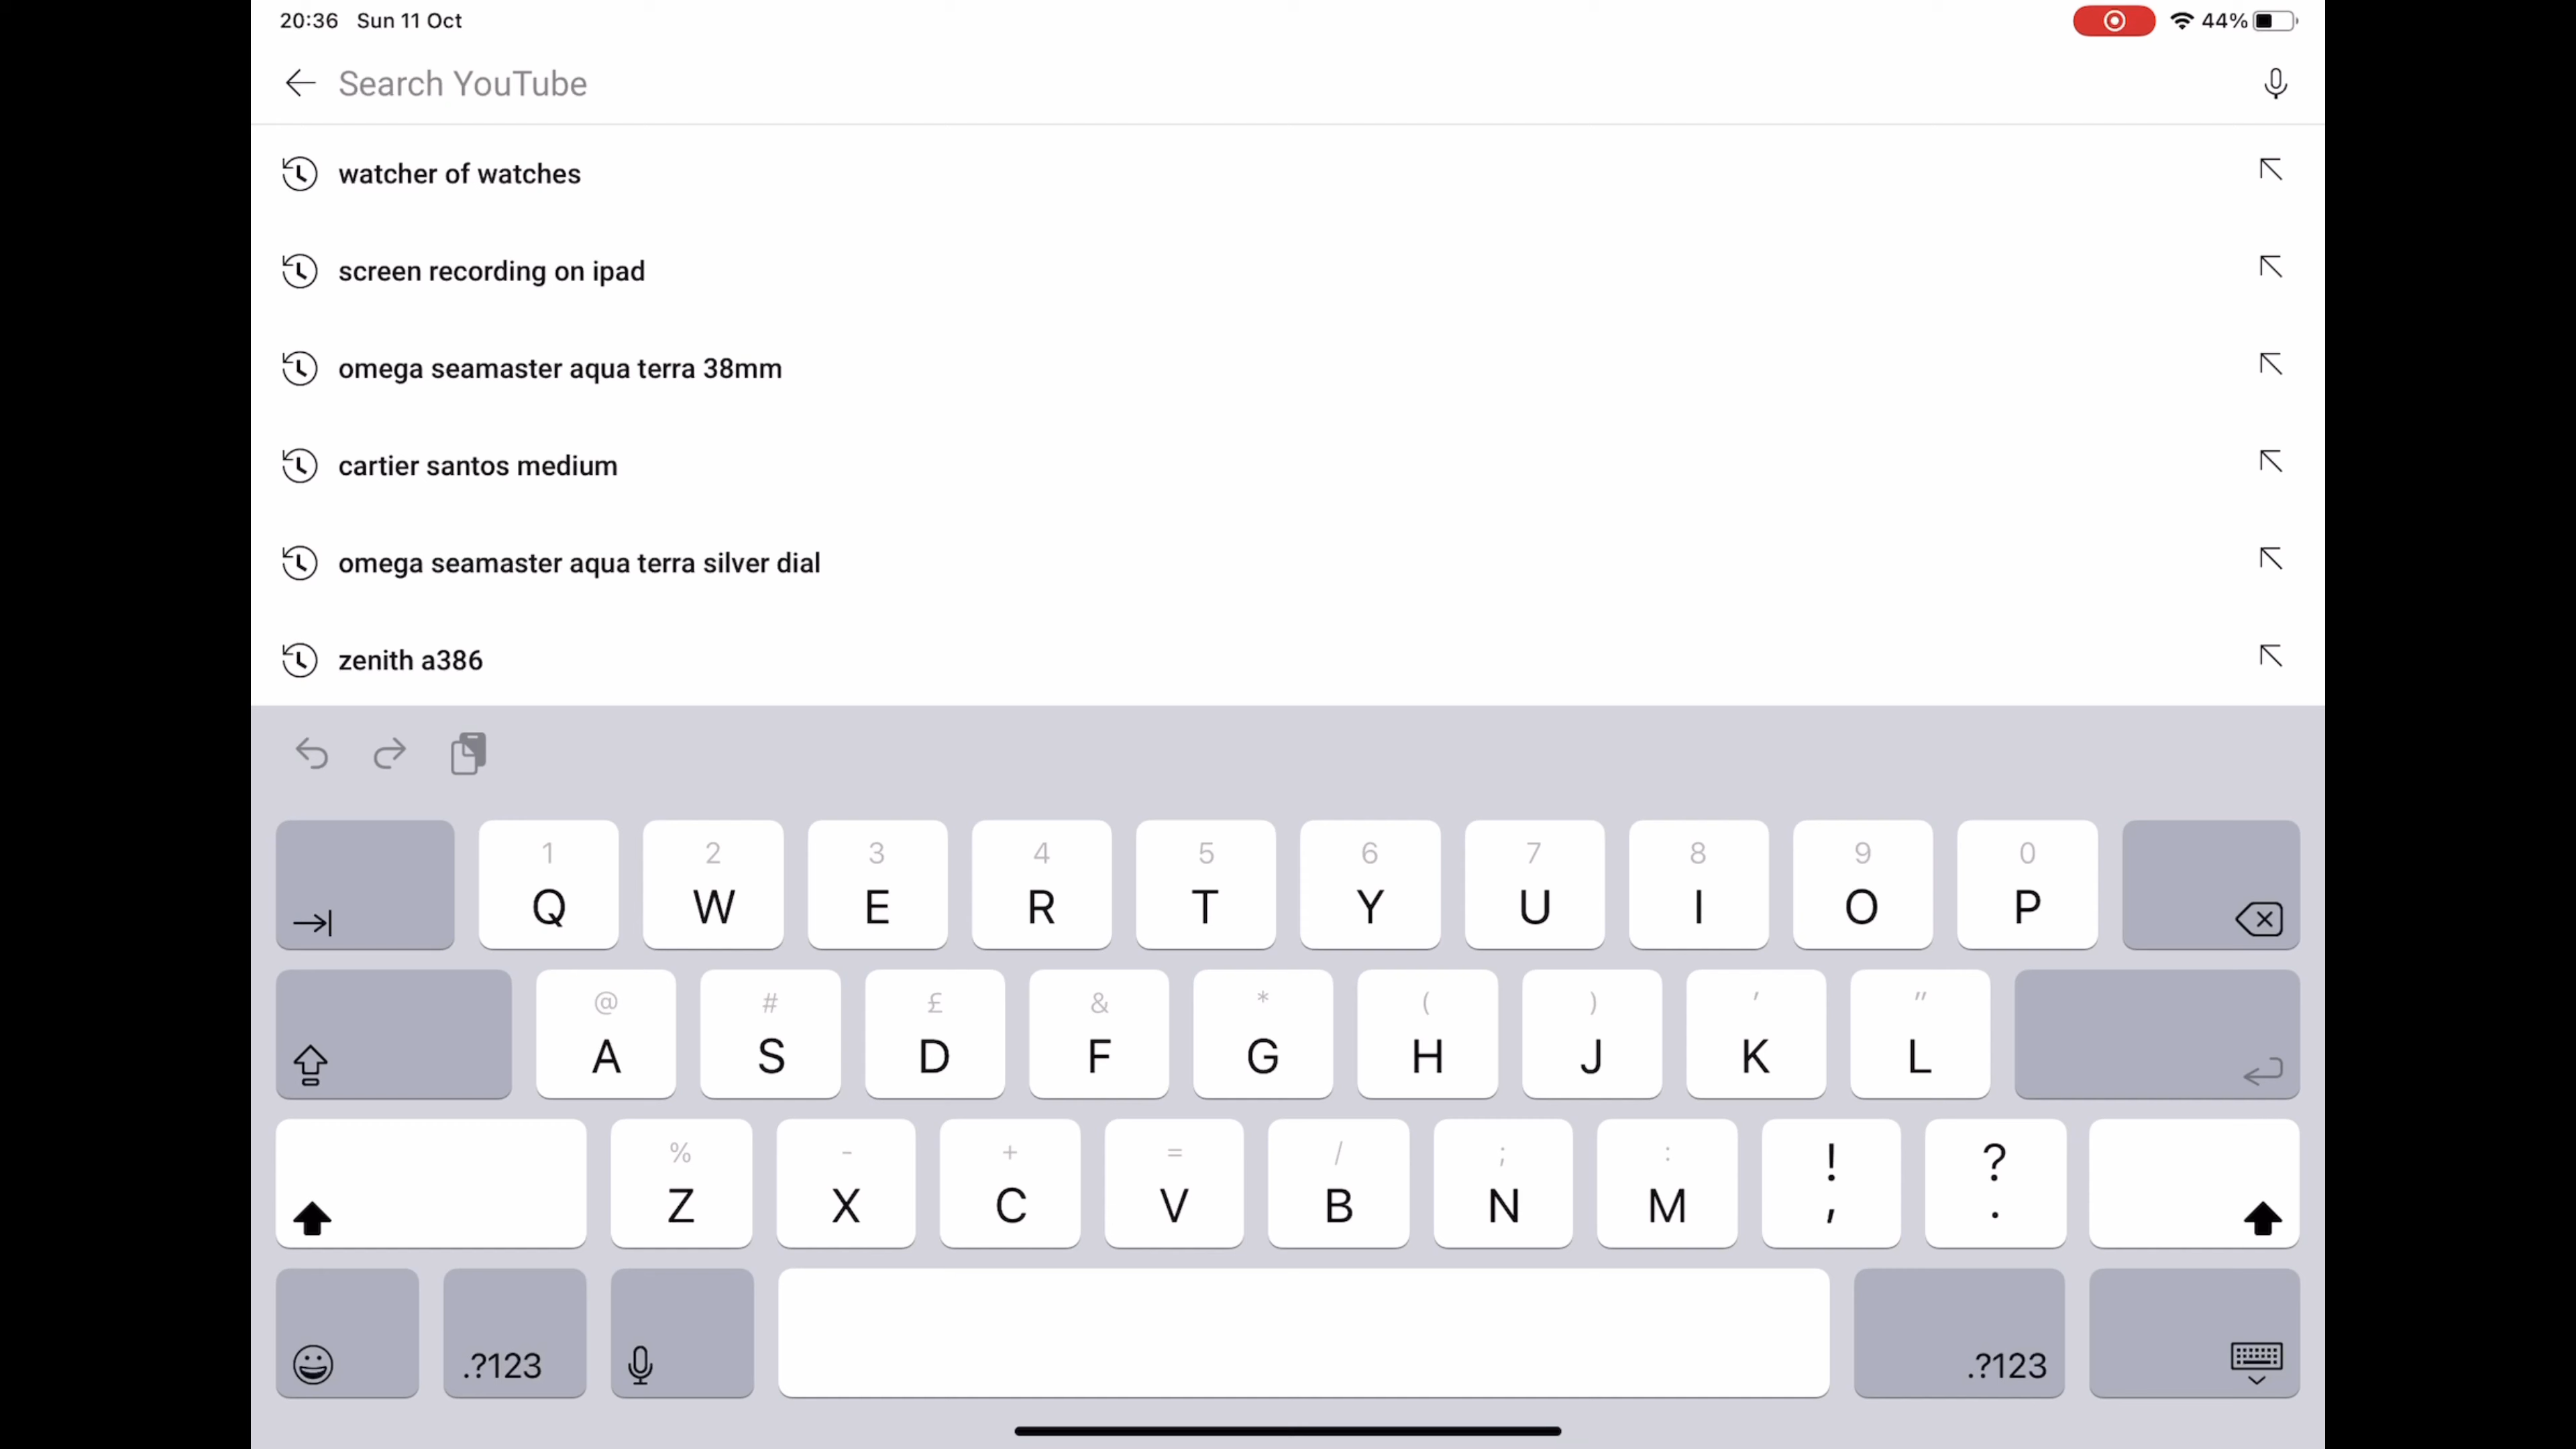 20:36 Sun 11 Oct 44%
Search YouTube
watcher of watches
screen recording on ipad
omega seamaster aqua terra 38mm
cartier santos medium
omega seamaster aqua terra silver dial
zenith a386
1 2 3 4 5 6 7 8 9 0
Q W E R T Y U I O P
@ # £ & * ( ) ' "
A S D F G H J K L
% - + = / ; : ! ?
Z X C V B N M , .
.?123 .?123